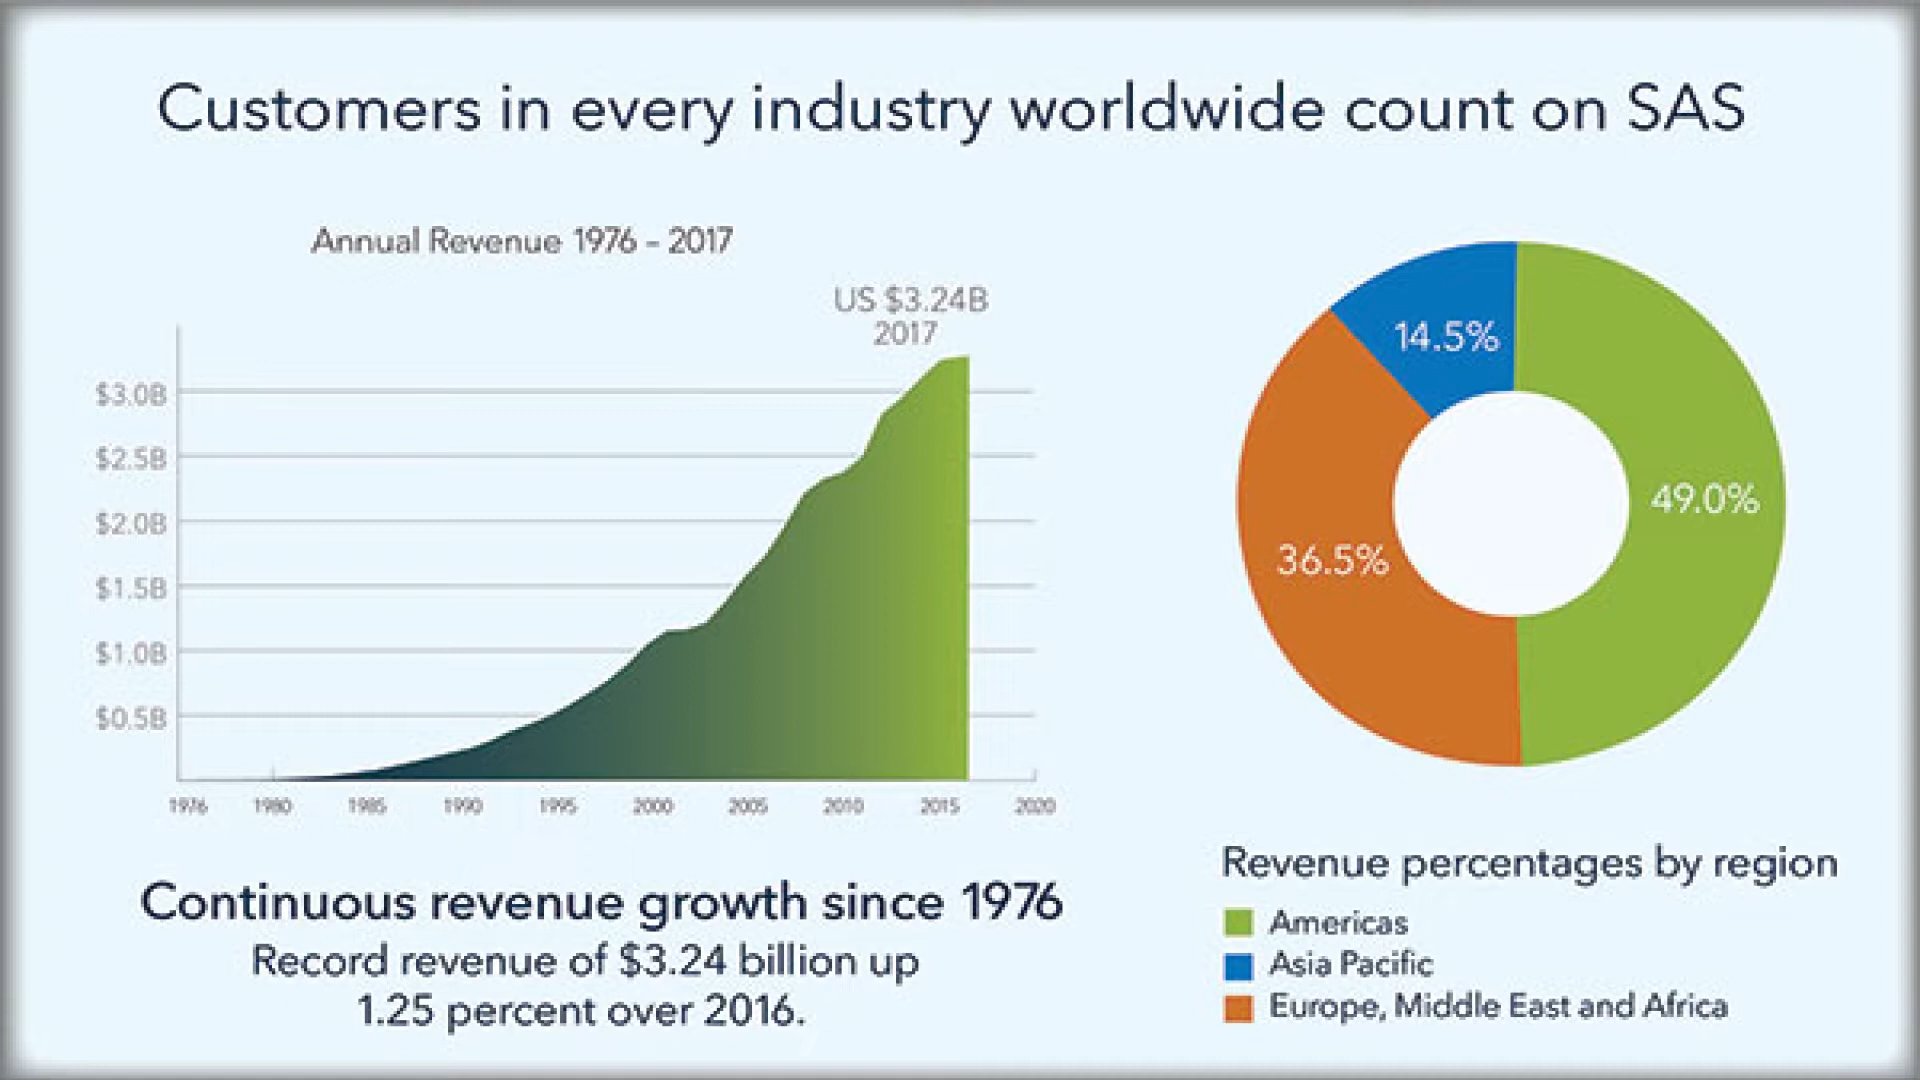 Customers in every industry worldwide count on SAS
Annual Revenue 1976 – 2017
US $3.24B
2017
$3.0B
$2.5B
$2.0B
$1.5B
$1.0B
$0.5B
1976 1980 1985 1990 1995 2000 2005 2010 2015 2020
Continuous revenue growth since 1976
Record revenue of $3.24 billion up
1.25 percent over 2016.
14.5%
49.0%
36.5%
Revenue percentages by region
Americas
Asia Pacific
Europe, Middle East and Africa